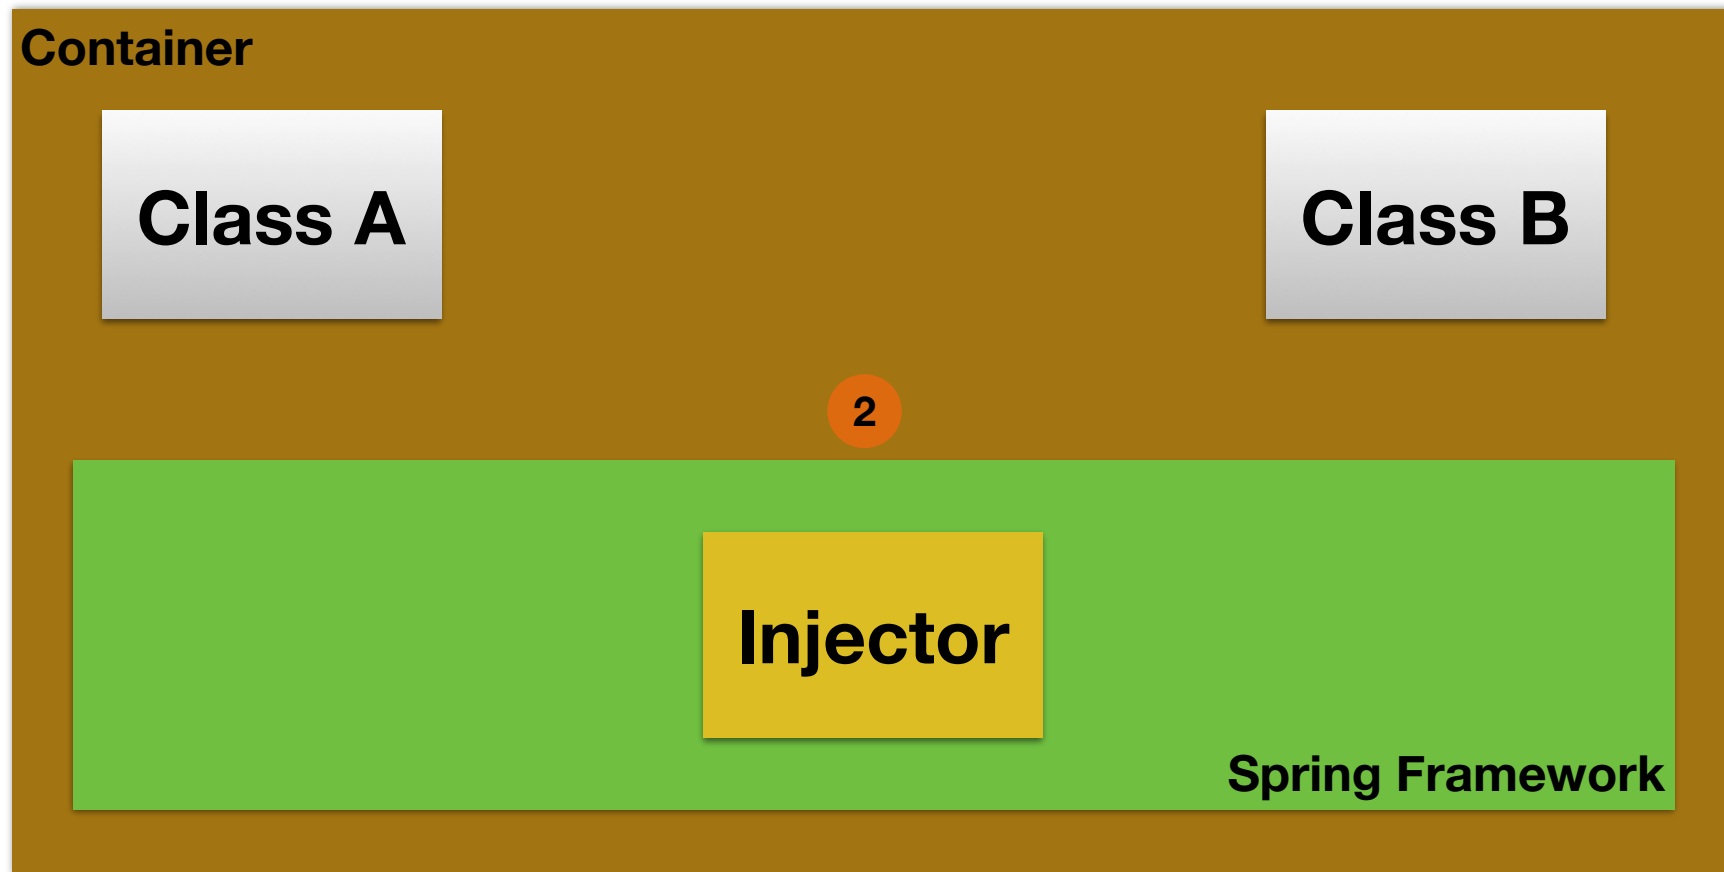 Container
Class A
Class B
2
Injector
Spring Framework